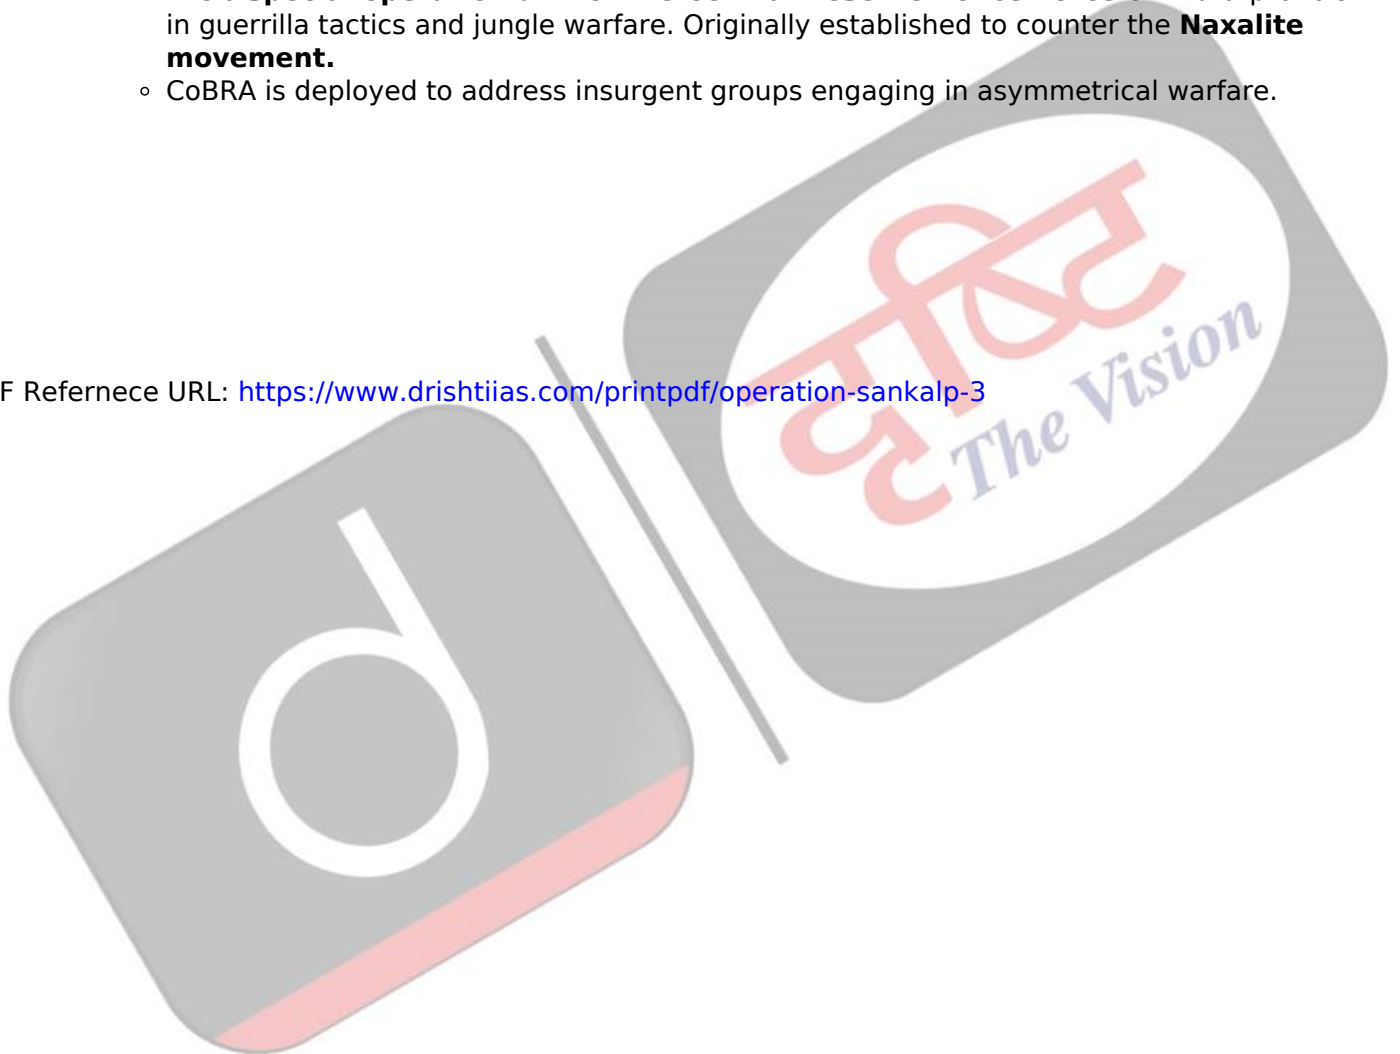 in guerrilla tactics and jungle warfare. Originally established to counter the Naxalite
movement.
CoBRA is deployed to address insurgent groups engaging in asymmetrical warfare.
F Refernece URL: https://www.drishtiias.com/printpdf/operation-sankalp-3
दृष्टि
The Vision
d